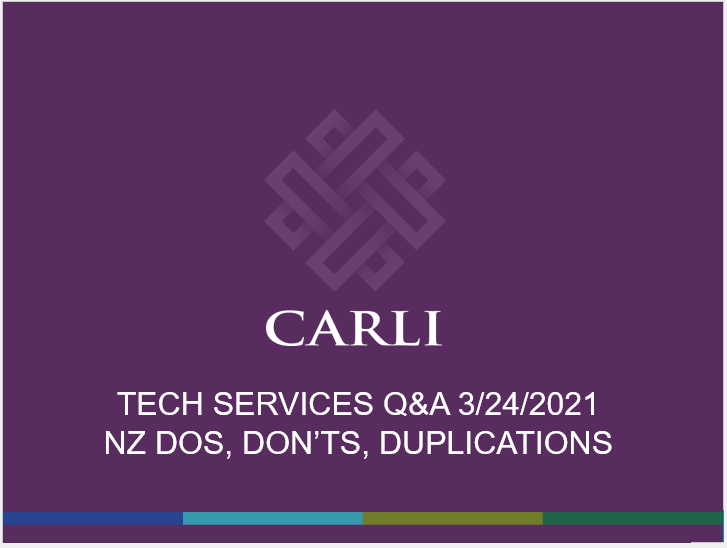 CARLI
TECH SERVICES Q&A 3/24/2021
NZ DOS, DON'TS, DUPLICATIONS